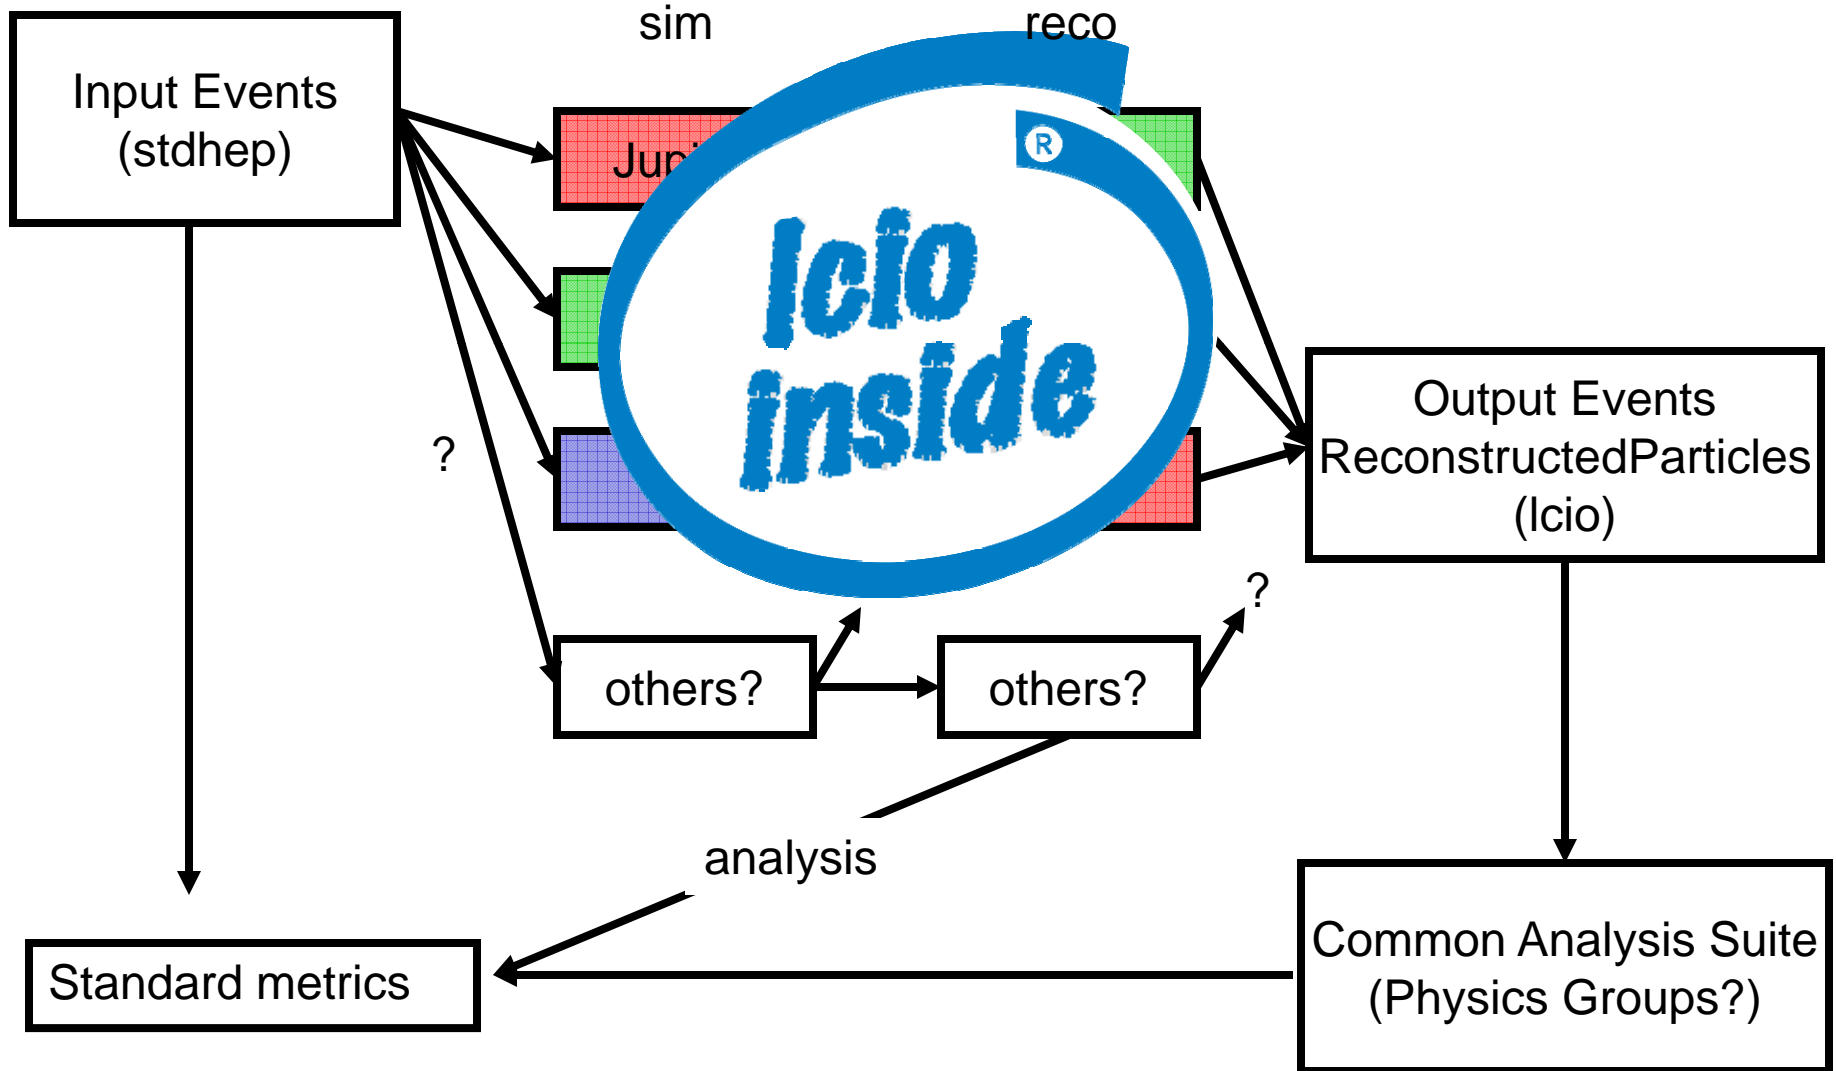 sim
reco
Input Events
(stdhep)
®
lcio
inside
?
Output Events
ReconstructedParticles
(lcio)
?
others?
others?
analysis
Standard metrics
Common Analysis Suite
(Physics Groups?)